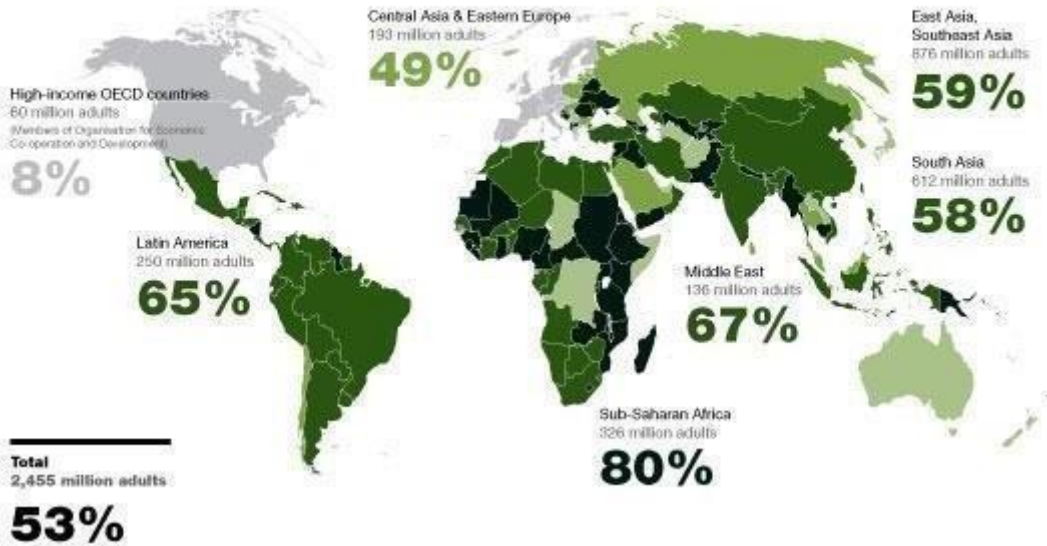 Central Asia & Eastern Europe
193 million adults
49%
East Asia,
Southeast Asia
876 million adults
59%
High-income OECD countries
60 million adults
(Members of Organisation for Economic
Co-operation and Development)
8%
South Asia
612 million adults
58%
Latin America
250 million adults
65%
Middle East
136 million adults
67%
Sub-Saharan Africa
326 million adults
80%
Total
2,455 million adults
53%